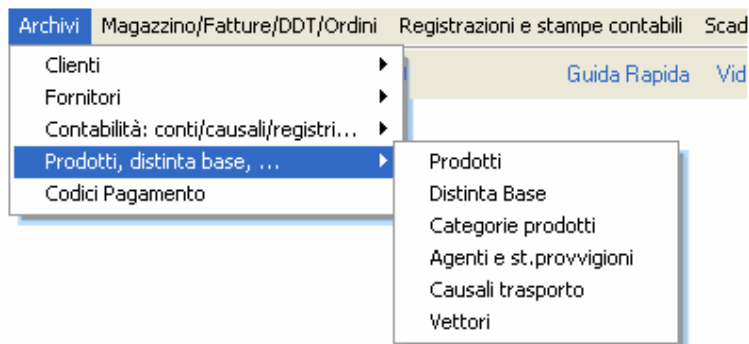 Archivi Magazzino/Fatture/DDT/Ordini Registrazioni e stampe contabili
Guida Rapida
Clienti
Fornitori
Contabilità: conti/causali/registri...
Prodotti, distinta base, ...
Codici Pagamento
Prodotti
Distinta Base
Categorie prodotti
Agenti e st.provvigioni
Causali trasporto
Vettori